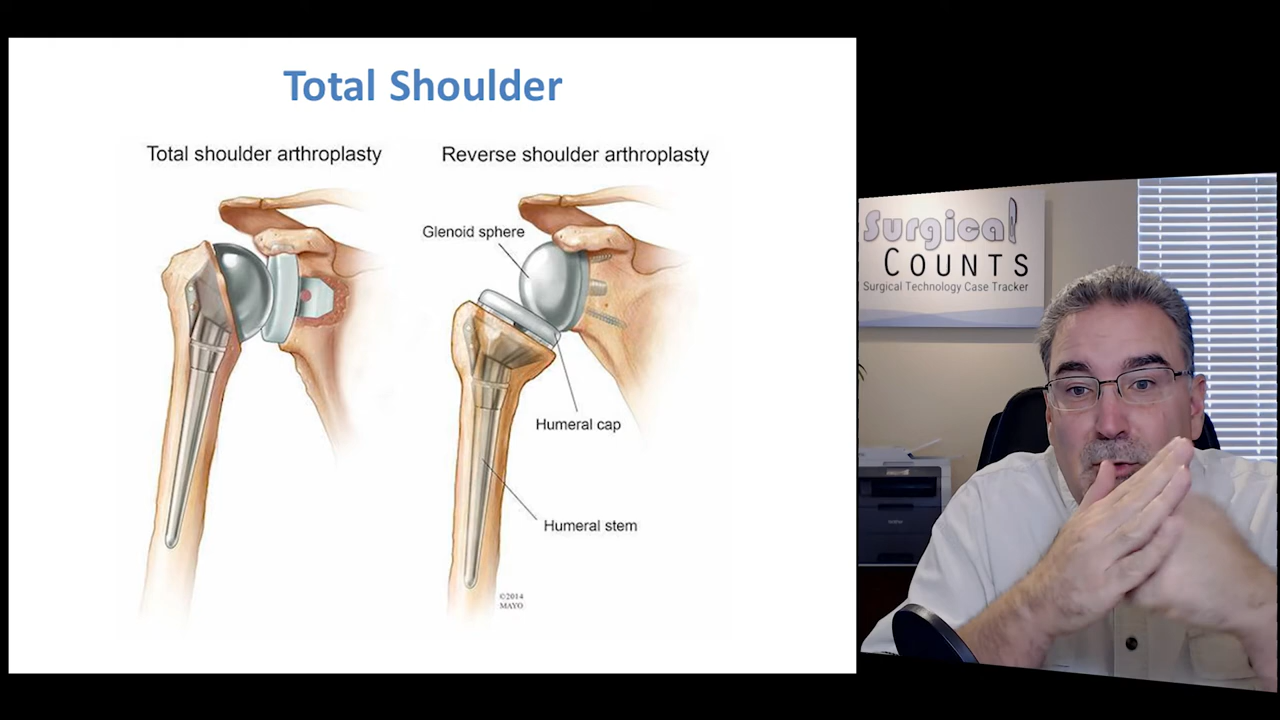 Total Shoulder
Total shoulder arthroplasty
Reverse shoulder arthroplasty
Glenoid sphere
Humeral cap
Humeral stem
©2014
MAYO
Surgical
COUNTS
Surgical Technology Case Tracker
brother